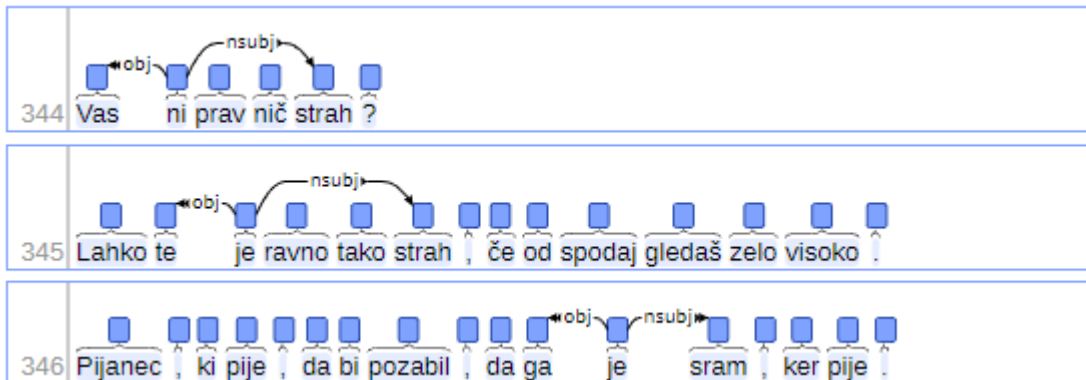 obj nsubj
344 Vas ni prav nič strah ?
obj nsubj
345 Lahko te je ravno tako strah , če od spodaj gledaš zelo visoko .
obj nsubj
346 Pijanec , ki pije , da bi pozabil , da ga je sram , ker pije .